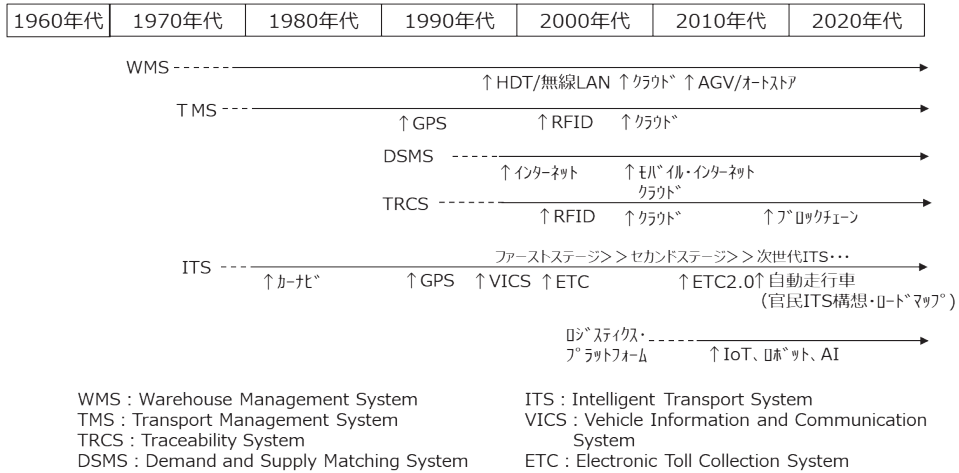 1960年代 1970年代 1980年代 1990年代 2000年代 2010年代 2020年代
WMS
↑HDT/無線LAN ↑ｸﾗｳﾄﾞ ↑AGV/ｵｰﾄｽﾄｱ
TMS
↑GPS ↑RFID ↑ｸﾗｳﾄﾞ
DSMS
↑ｲﾝﾀｰﾈｯﾄ ↑ﾓﾊﾞｲﾙ・ｲﾝﾀｰﾈｯﾄ
ｸﾗｳﾄﾞ
TRCS
↑RFID ↑ｸﾗｳﾄﾞ ↑ﾌﾞﾛｯｸﾁｪｰﾝ
ﾌｧｰｽﾄｽﾃｰｼﾞ>>ｾｶﾝﾄﾞｽﾃｰｼﾞ>>次世代ITS･･･
ITS
↑ｶｰﾅﾋﾞ ↑GPS ↑VICS ↑ETC ↑ETC2.0↑自動走行車
(官民ITS構想・ﾛｰﾄﾞﾏｯﾌﾟ)
ﾛｼﾞｽﾃｨｸｽ・
ﾌﾟﾗｯﾄﾌｫｰﾑ
↑IoT、ﾛﾎﾞｯﾄ、AI
WMS：Warehouse Management System
TMS：Transport Management System
TRCS：Traceability System
DSMS：Demand and Supply Matching System
ITS：Intelligent Transport System
VICS：Vehicle Information and Communication
System
ETC：Electronic Toll Collection System